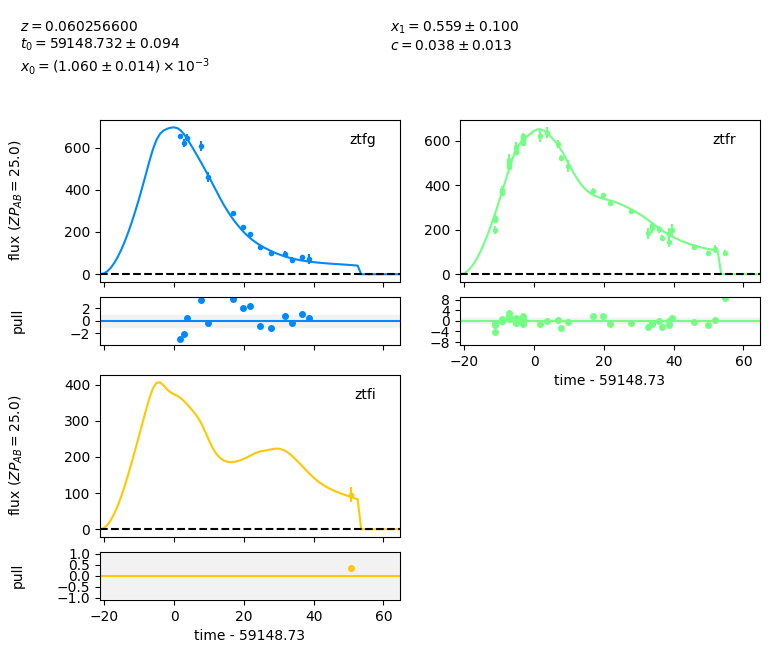 z = 0.060256600
t₀ = 59148.732 ± 0.094
x₀ = (1.060 ± 0.014) × 10⁻³
x₁ = 0.559 ± 0.100
c = 0.038 ± 0.013
flux (ZP_AB = 25.0)
600
400
200
0
ztfg
600
400
200
0
ztfr
pull
2
0
−2
8
4
0
−4
−8
−20
0
20
40
60
time - 59148.73
flux (ZP_AB = 25.0)
400
300
200
100
0
ztfi
pull
1.0
0.5
0.0
−0.5
−1.0
−20
0
20
40
60
time - 59148.73